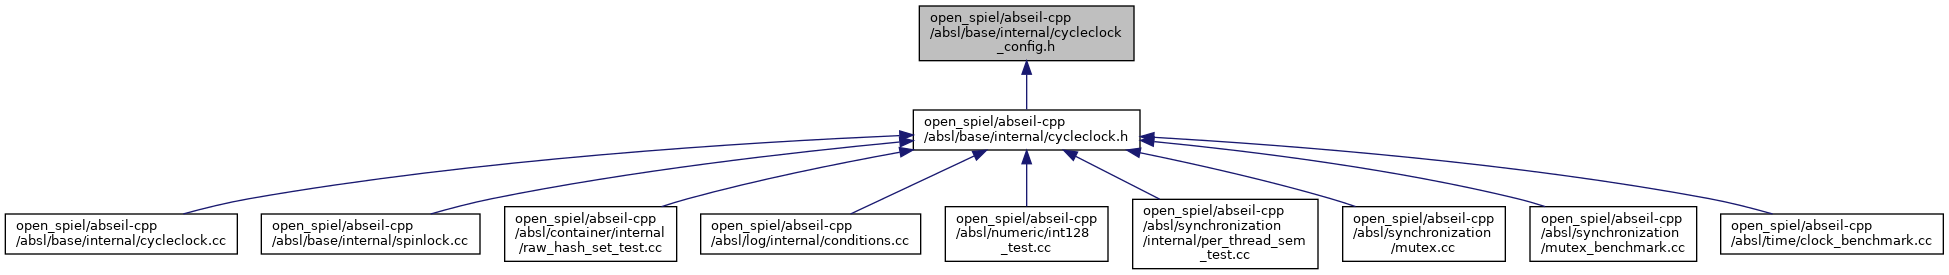 open_spiel/abseil-cpp
/absl/base/internal/cycleclock
_config.h
open_spiel/abseil-cpp
/absl/base/internal/cycleclock.h
open_spiel/abseil-cpp
/absl/base/internal/cycleclock.cc
open_spiel/abseil-cpp
/absl/base/internal/spinlock.cc
open_spiel/abseil-cpp
/absl/container/internal
/raw_hash_set_test.cc
open_spiel/abseil-cpp
/absl/log/internal/conditions.cc
open_spiel/abseil-cpp
/absl/numeric/int128
_test.cc
open_spiel/abseil-cpp
/absl/synchronization
/internal/per_thread_sem
_test.cc
open_spiel/abseil-cpp
/absl/synchronization
/mutex.cc
open_spiel/abseil-cpp
/absl/synchronization
/mutex_benchmark.cc
open_spiel/abseil-cpp
/absl/time/clock_benchmark.cc